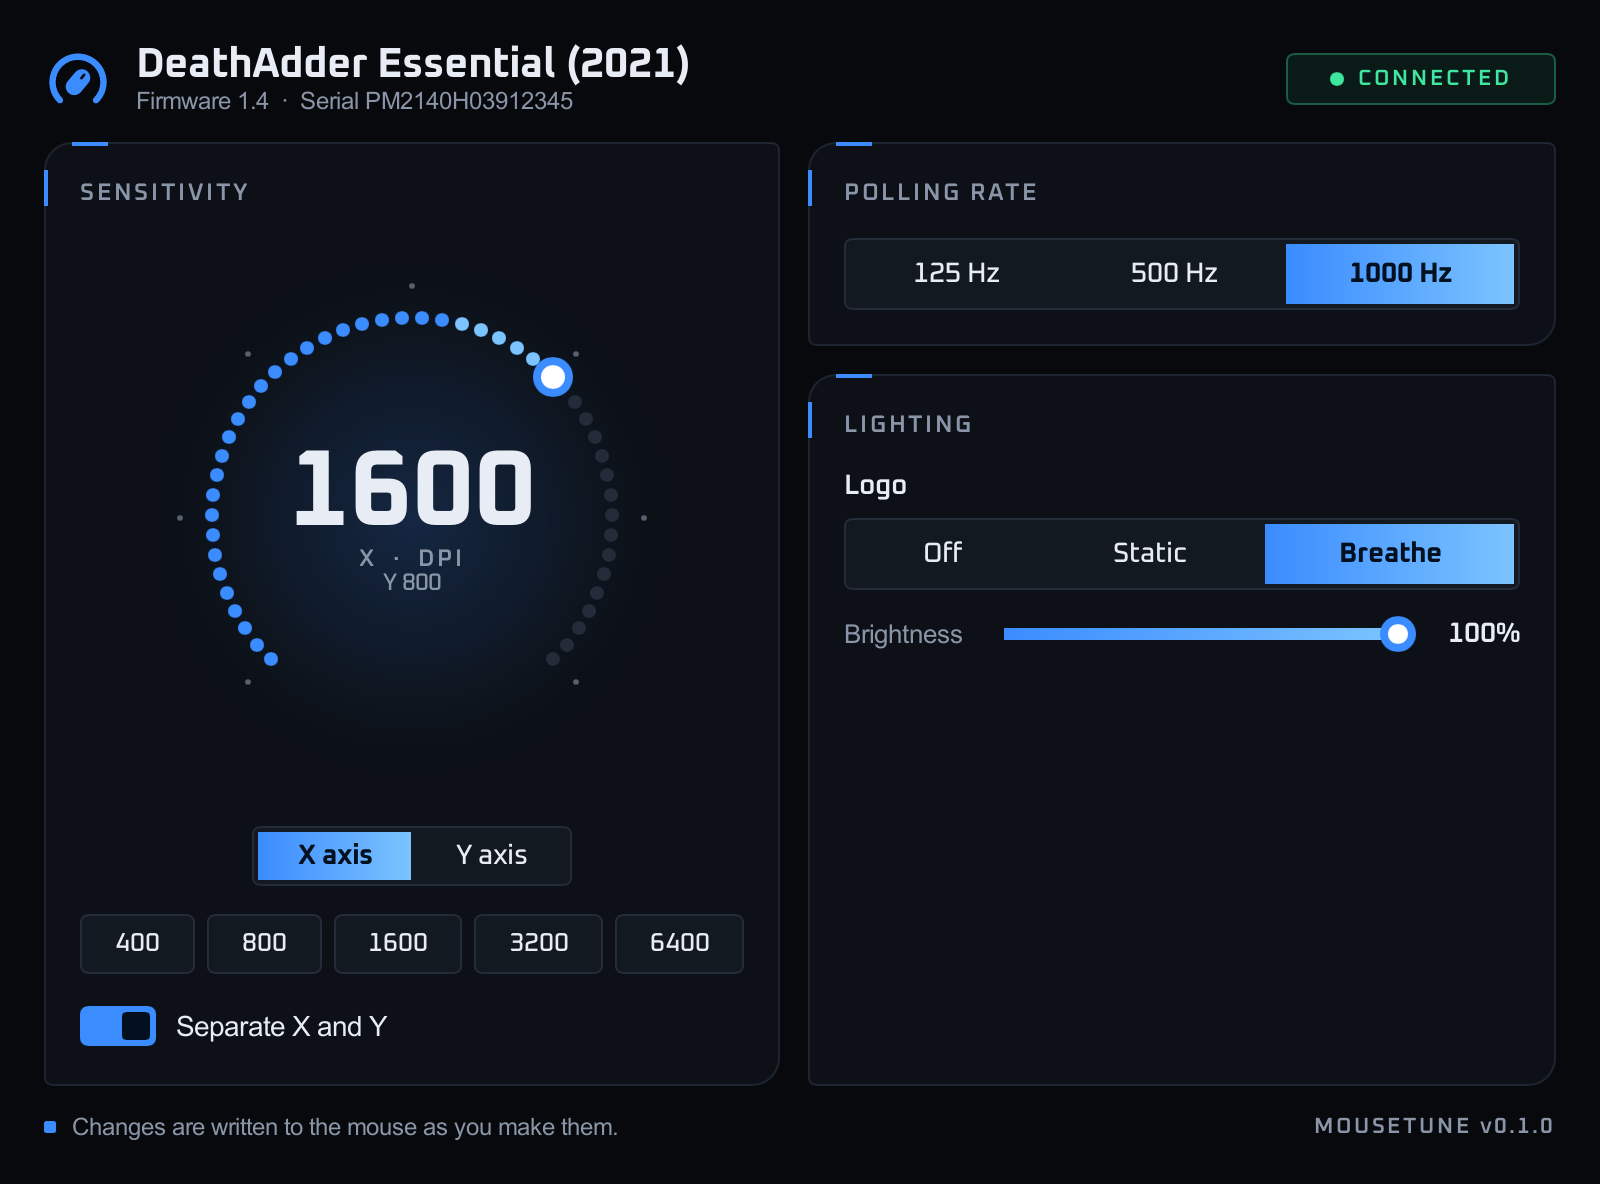 DeathAdder Essential (2021)
Firmware 1.4 · Serial PM2140H03912345
CONNECTED
SENSITIVITY
1600
X · DPI
Y 800
X axis
Y axis
400
800
1600
3200
6400
Separate X and Y
POLLING RATE
125 Hz
500 Hz
1000 Hz
LIGHTING
Logo
Off
Static
Breathe
Brightness
100%
Changes are written to the mouse as you make them.
MOUSETUNE v0.1.0